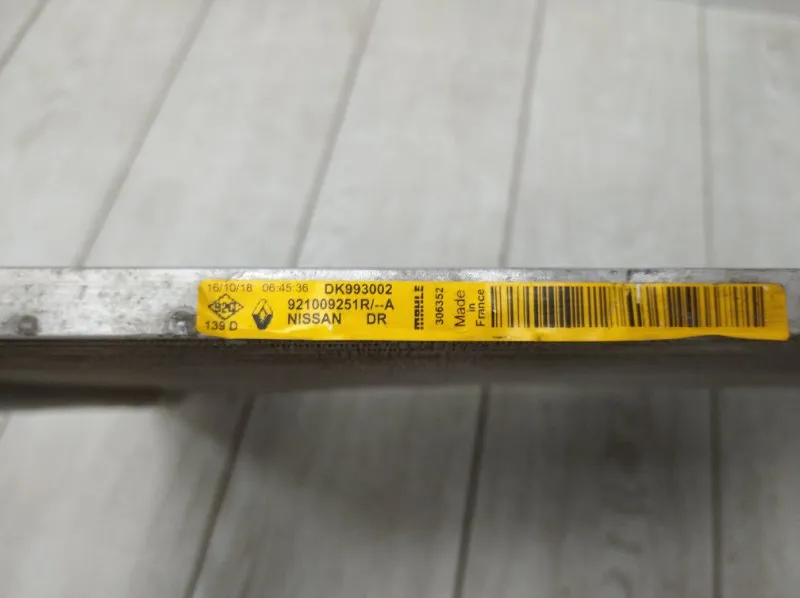 16/10/18 06:45:36 DK993002
921009251R/--A
139 D
NISSAN DR
MAHLE
306352
Made
in
France